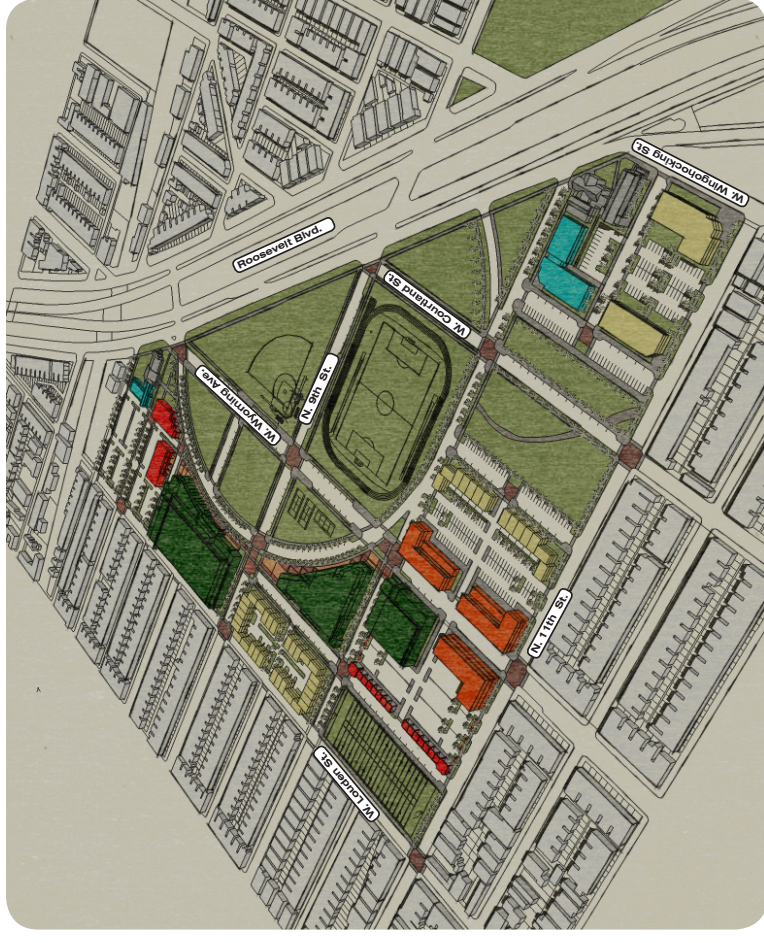 W. Wingohocking St.
Roosevelt Blvd.
W. Courtland St.
N. 9th St.
W. Wyoming Ave.
N. 11th St.
W. Louden St.